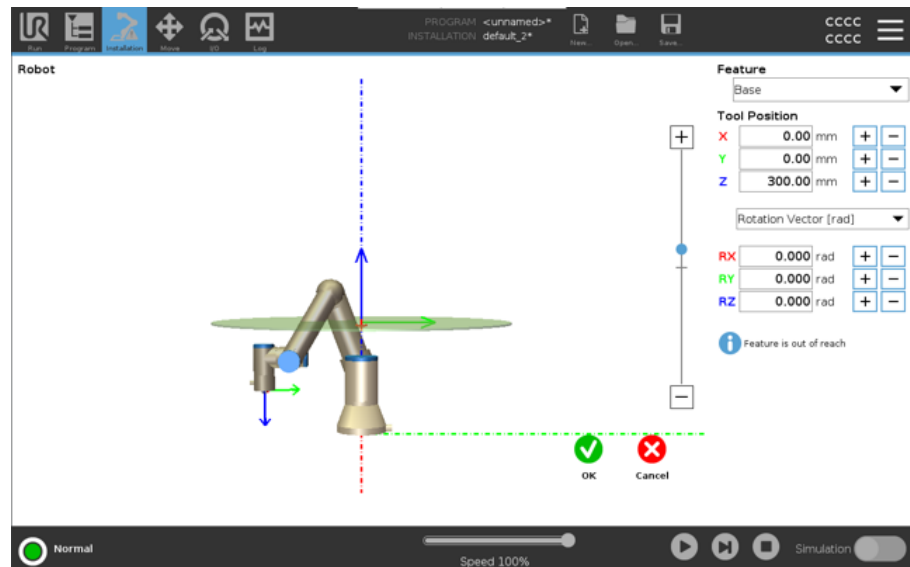 UR
PROGRAM <unnamed>*
INSTALLATION default_2*
Run
Program
Installation
Move
I/O
Log
New...
Open...
Save...
cccc
cccc
Robot
Feature
Base
Tool Position
X 0.00 mm + −
Y 0.00 mm + −
Z 300.00 mm + −
Rotation Vector [rad]
RX 0.000 rad + −
RY 0.000 rad + −
RZ 0.000 rad + −
i Feature is out of reach
+
−
OK
Cancel
Normal
Speed 100%
Simulation